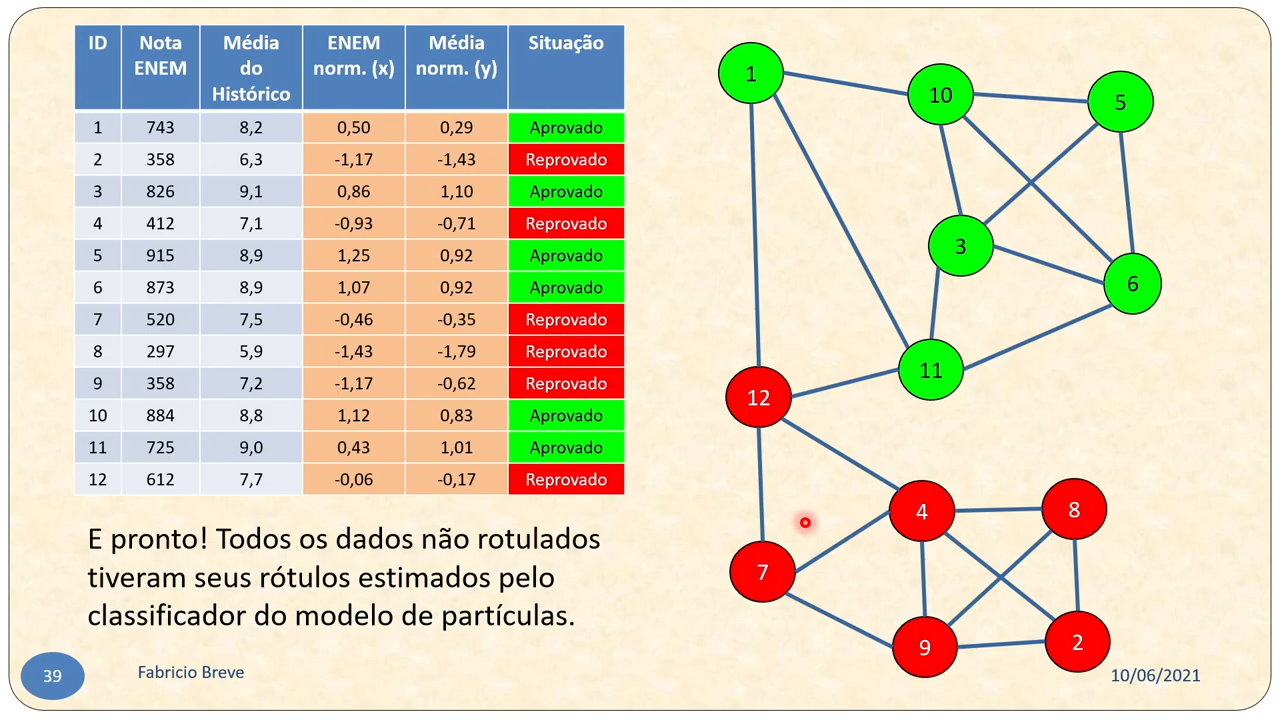 ID Nota ENEM Média do Histórico ENEM norm. (x) Média norm. (y) Situação
1 743 8,2 0,50 0,29 Aprovado
2 358 6,3 -1,17 -1,43 Reprovado
3 826 9,1 0,86 1,10 Aprovado
4 412 7,1 -0,93 -0,71 Reprovado
5 915 8,9 1,25 0,92 Aprovado
6 873 8,9 1,07 0,92 Aprovado
7 520 7,5 -0,46 -0,35 Reprovado
8 297 5,9 -1,43 -1,79 Reprovado
9 358 7,2 -1,17 -0,62 Reprovado
10 884 8,8 1,12 0,83 Aprovado
11 725 9,0 0,43 1,01 Aprovado
12 612 7,7 -0,06 -0,17 Reprovado
E pronto! Todos os dados não rotulados
tiveram seus rótulos estimados pelo
classificador do modelo de partículas.
1
10
5
3
6
11
12
4
8
7
9
2
39
Fabricio Breve
10/06/2021